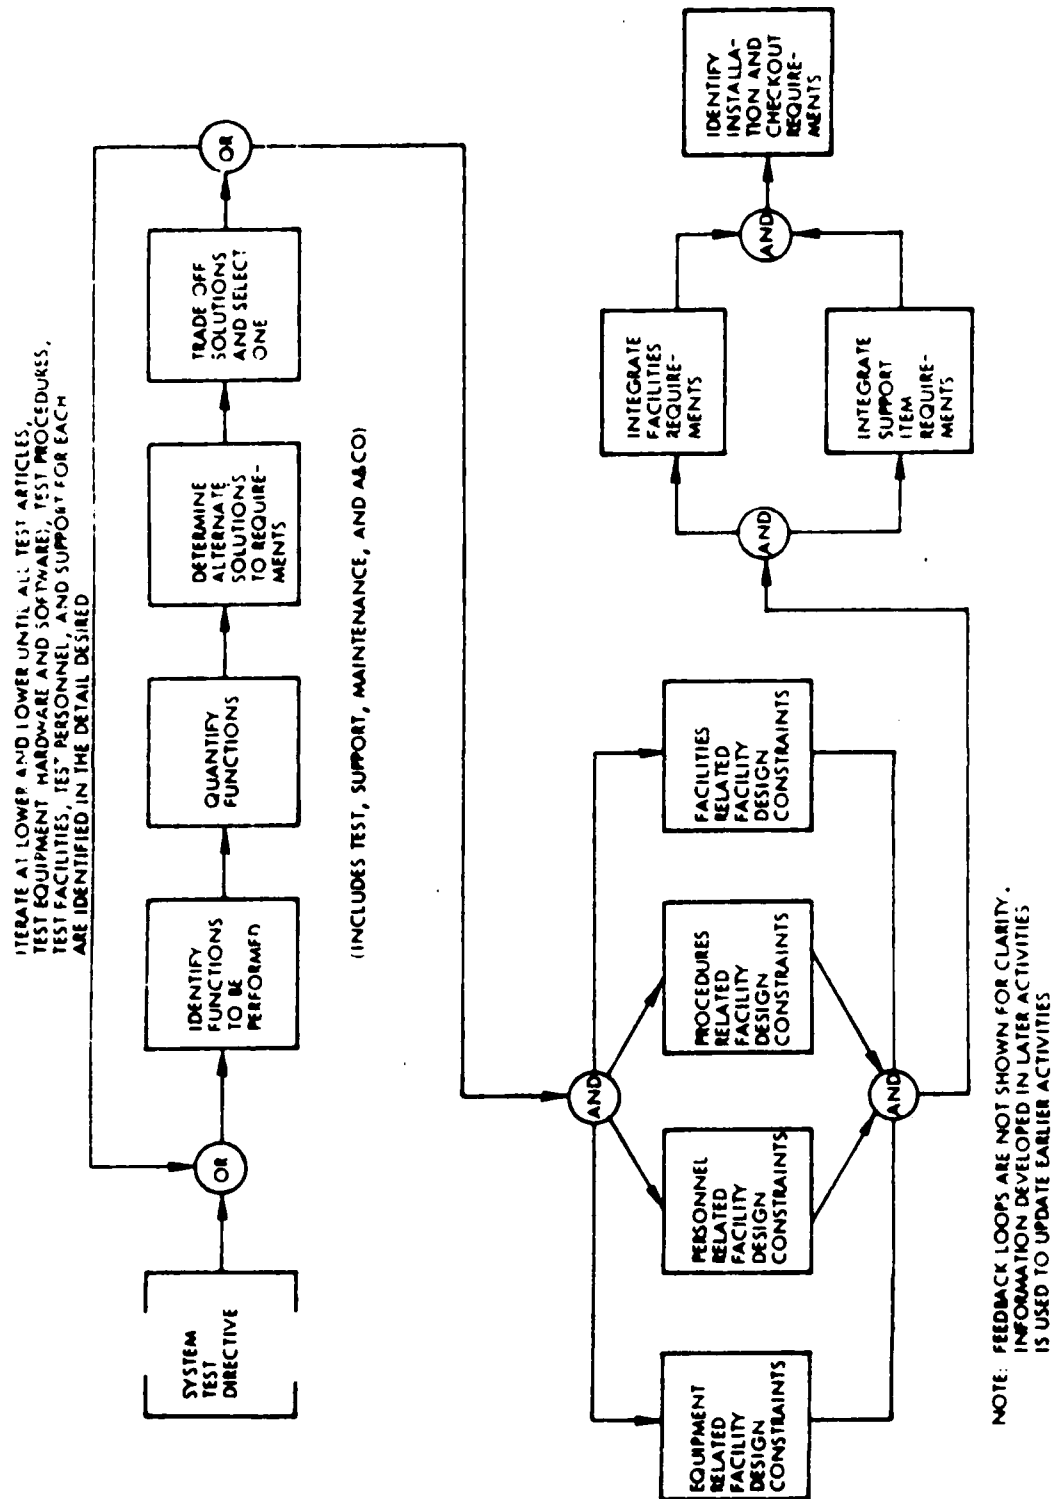 ITERATE AT LOWER AND LOWER UNTIL ALL TEST ARTICLES,
TEST EQUIPMENT HARDWARE AND SOFTWARE, TEST PROCEDURES,
TEST FACILITIES, TEST PERSONNEL, AND SUPPORT FOR EACH
ARE IDENTIFIED IN THE DETAIL DESIRED
SYSTEM
TEST
DIRECTIVE
OR
IDENTIFY
FUNCTIONS
TO BE
PERFORMED
QUANTIFY
FUNCTIONS
DETERMINE
ALTERNATE
SOLUTIONS
TO REQUIRE-
MENTS
TRADE OFF
SOLUTIONS
AND SELECT
ONE
OR
(INCLUDES TEST, SUPPORT, MAINTENANCE, AND A&CO)
AND
EQUIPMENT
RELATED
FACILITY
DESIGN
CONSTRAINTS
PERSONNEL
RELATED
FACILITY
DESIGN
CONSTRAINTS
PROCEDURES
RELATED
FACILITY
DESIGN
CONSTRAINTS
FACILITIES
RELATED
FACILITY
DESIGN
CONSTRAINTS
AND
AND
INTEGRATE
FACILITIES
REQUIRE-
MENTS
INTEGRATE
SUPPORT
ITEM
REQUIRE-
MENTS
AND
IDENTIFY
INSTALLA-
TION AND
CHECKOUT
REQUIRE-
MENTS
NOTE: FEEDBACK LOOPS ARE NOT SHOWN FOR CLARITY.
INFORMATION DEVELOPED IN LATER ACTIVITIES
IS USED TO UPDATE EARLIER ACTIVITIES